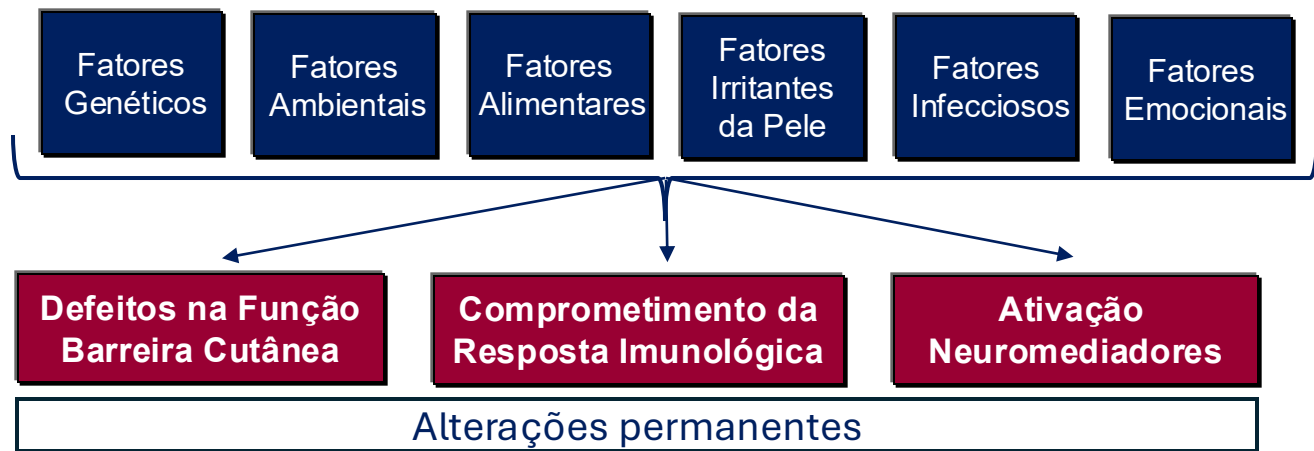 Fatores
Genéticos
Fatores
Ambientais
Fatores
Alimentares
Fatores
Irritantes
da Pele
Fatores
Infecciosos
Fatores
Emocionais
Defeitos na Função
Barreira Cutânea
Comprometimento da
Resposta Imunológica
Ativação
Neuromediadores
Alterações permanentes